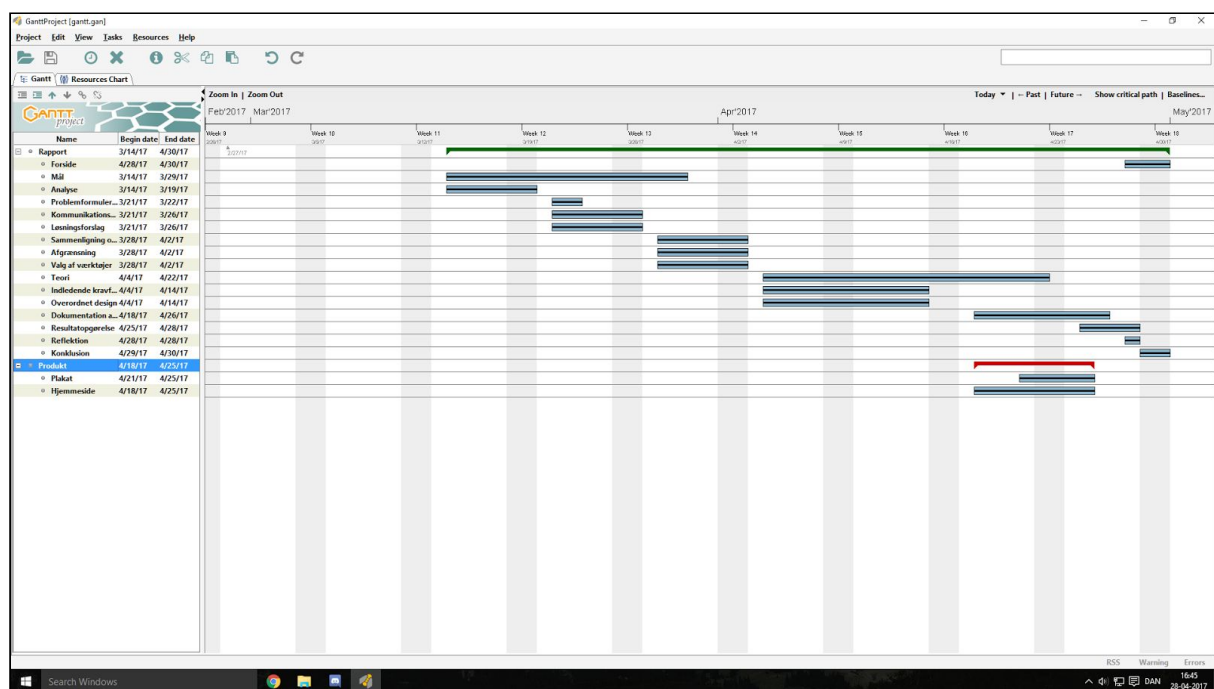 GanttProject [gantt.gan]
Project Edit View Tasks Resources Help
Gantt Resources Chart
Zoom In | Zoom Out
Today | ←Past | Future → Show critical path | Baselines...
GANTT project
Feb'2017 Mar'2017 Apr'2017 May'2017
Week 9 Week 10 Week 11 Week 12 Week 13 Week 14 Week 15 Week 16 Week 17 Week 18
Name Begin date End date
2/27/17
Rapport 3/14/17 4/30/17
Forside 4/28/17 4/30/17
Mål 3/14/17 3/29/17
Analyse 3/14/17 3/19/17
Problemformuler... 3/21/17 3/22/17
Kommunikations... 3/21/17 3/26/17
Løsningsforslag 3/21/17 3/26/17
Sammenligning o... 3/28/17 4/2/17
Afgrænsning 3/28/17 4/2/17
Valg af værktøjer 3/28/17 4/2/17
Teori 4/4/17 4/22/17
Indledende kravf... 4/4/17 4/14/17
Overordnet design 4/4/17 4/14/17
Dokumentation a... 4/18/17 4/26/17
Resultatopgørelse 4/25/17 4/28/17
Reflektion 4/28/17 4/28/17
Konklusion 4/29/17 4/30/17
Produkt 4/18/17 4/25/17
Plakat 4/21/17 4/25/17
Hjemmeside 4/18/17 4/25/17
RSS Warning Errors
Search Windows
DAN
16:45
28-04-2017